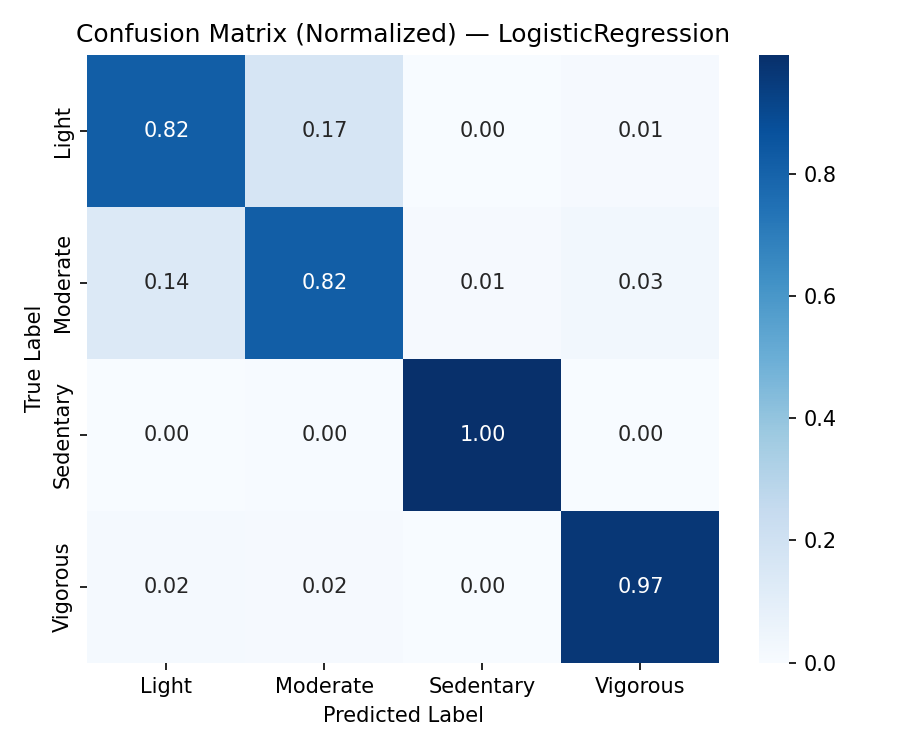 Confusion Matrix (Normalized) — LogisticRegression
True Label
Light
0.82 0.17 0.00 0.01
Moderate
0.14 0.82 0.01 0.03
Sedentary
0.00 0.00 1.00 0.00
Vigorous
0.02 0.02 0.00 0.97
Light Moderate Sedentary Vigorous
Predicted Label
0.8
0.6
0.4
0.2
0.0